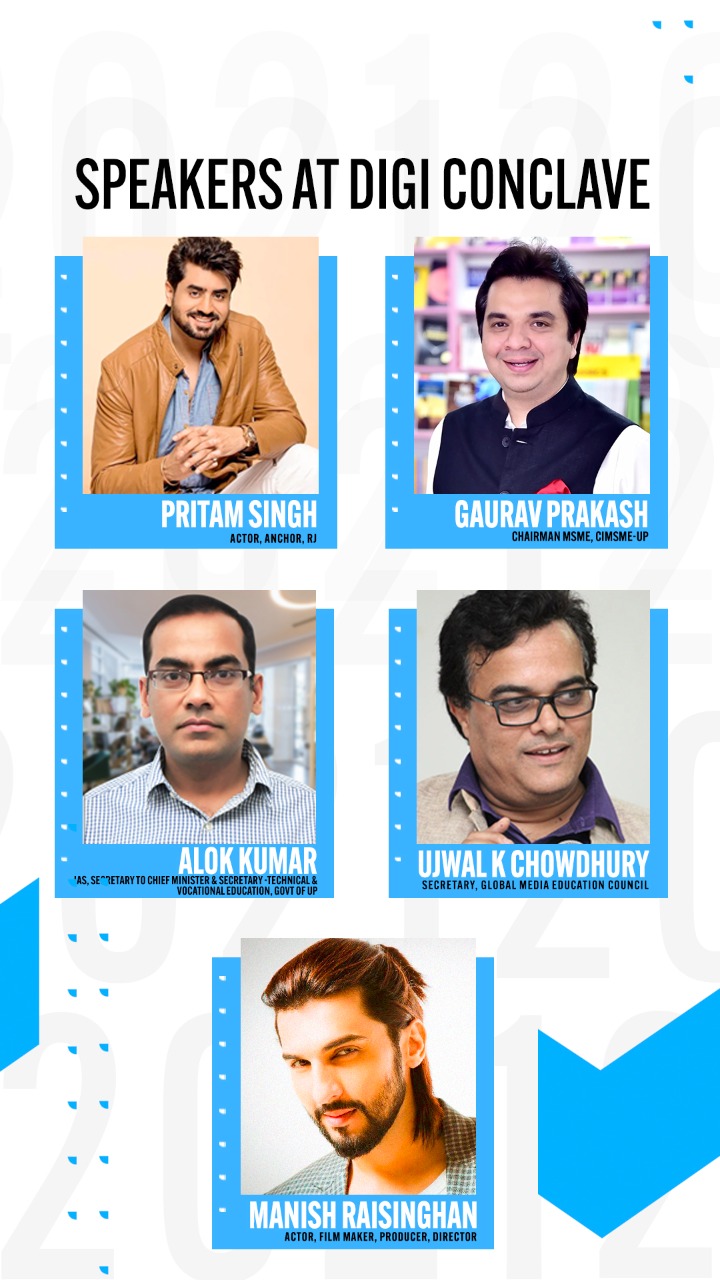 SPEAKERS AT DIGI CONCLAVE
PRITAM SINGH
ACTOR, ANCHOR, RJ
GAURAV PRAKASH
CHAIRMAN MSME, CIMSME-UP
ALOK KUMAR
IAS, SECRETARY TO CHIEF MINISTER & SECRETARY -TECHNICAL &
VOCATIONAL EDUCATION, GOVT OF UP
UJWAL K CHOWDHURY
SECRETARY, GLOBAL MEDIA EDUCATION COUNCIL
MANISH RAISINGHAN
ACTOR, FILM MAKER, PRODUCER, DIRECTOR